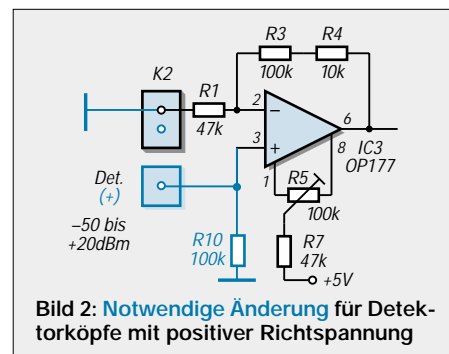 R3
100k
R4
10k
K2
R1
47k
2
−
3
+
6
8
1
IC3
OP177
Det.
(+)
−50 bis
+20dBm
R10
100k
R5
100k
R7
47k
+5V
Bild 2: Notwendige Änderung für Detek-
torköpfe mit positiver Richtspannung